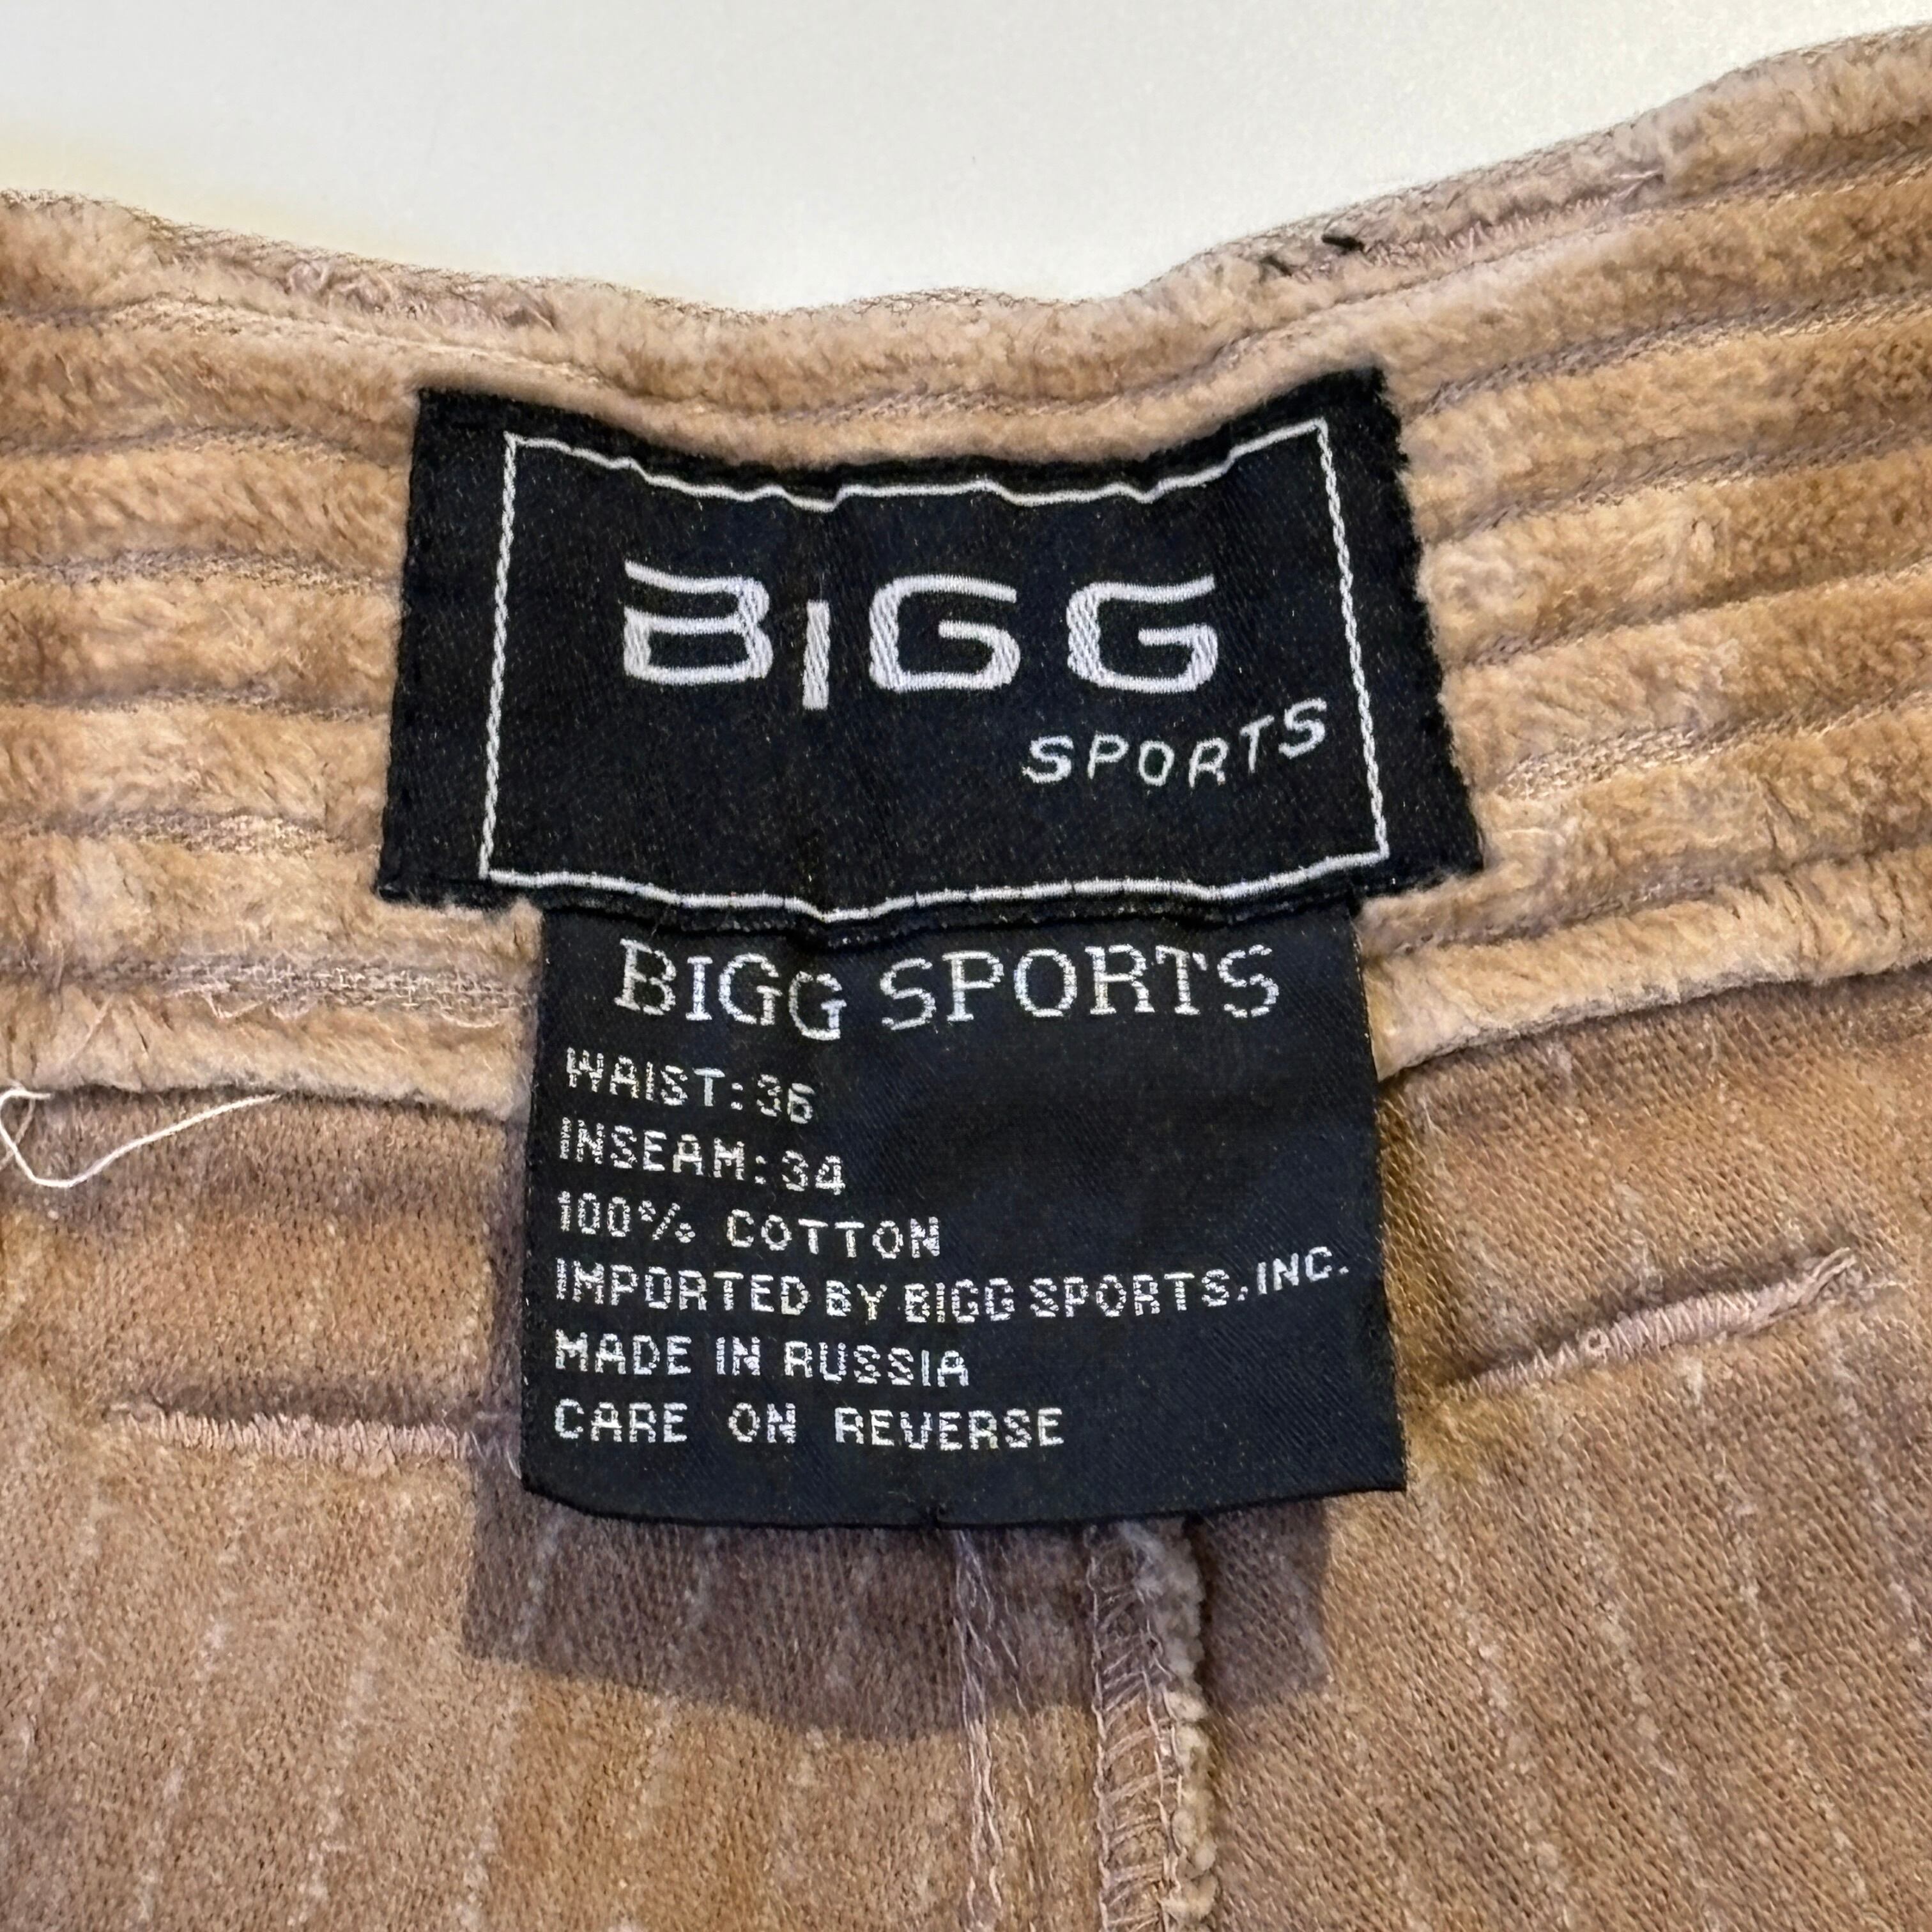 BIGG
SPORTS
BIGG SPORTS
WAIST:36
INSEAM:34
100% COTTON
IMPORTED BY BIGG SPORTS, INC.
MADE IN RUSSIA
CARE ON REVERSE